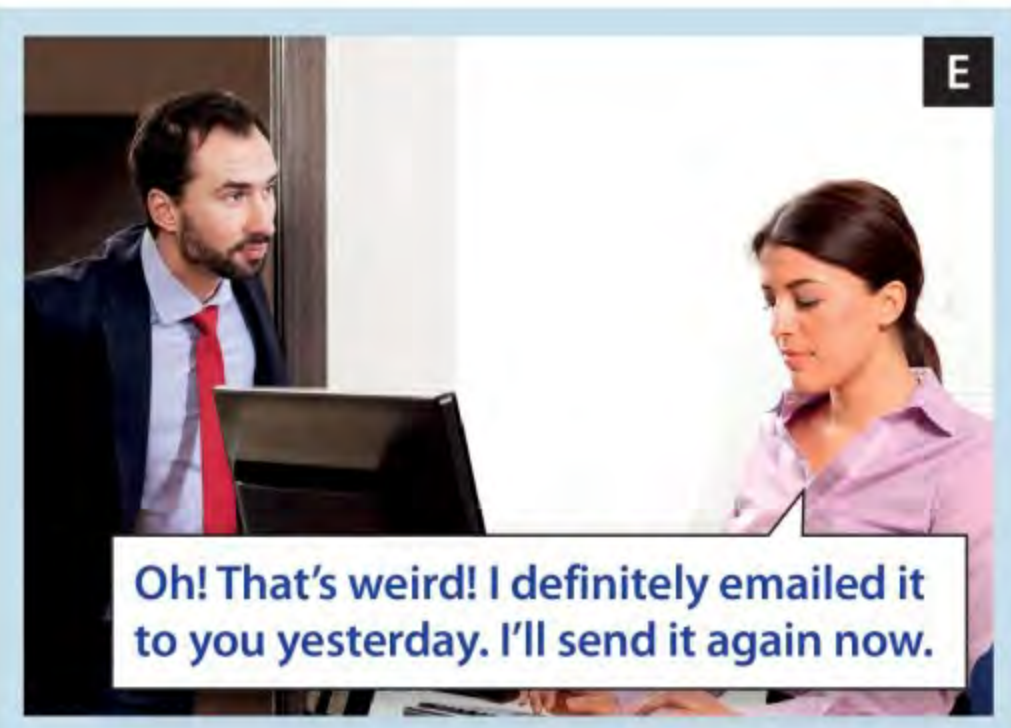 E
Oh! That's weird! I definitely emailed it
to you yesterday. I'll send it again now.